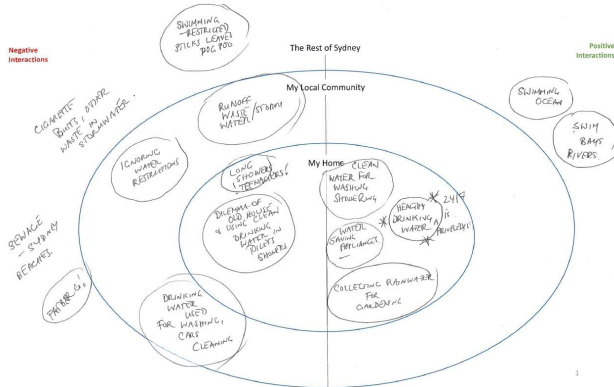 Negative
Interactions
The Rest of Sydney
Positive
Interactions
My Local Community
My Home
SWIMMING
- RESTRICTED
STICKS LEAVES
DOG POO
CIGARETTE
BUTTS, OTHER
WASTE IN
STORMWATER.
RUNOFF
WASTE
WATER/STORM
IGNORING
WATER
RESTRICTIONS
SEWAGE
- SYDNEY
BEACHES
FATBERG!
DRINKING
WATER
USED
FOR WASHING,
CARS
CLEANING
LONG
SHOWERS
TEENAGERS!
DILEMMA OF
OLD HOUSE
& USING CLEAN
DRINKING
WATER IN
TOILETS
SHOWERS
CLEAN
WATER FOR
WASHING
SHOWERING
HEALTHY
DRINKING
WATER
24/7
IS
A PRIVILEGE
WATER
SAVING
APPLIANCES
COLLECTING RAINWATER
FOR
GARDENING
SWIMMING
OCEAN
SWIM
BAYS
RIVERS.